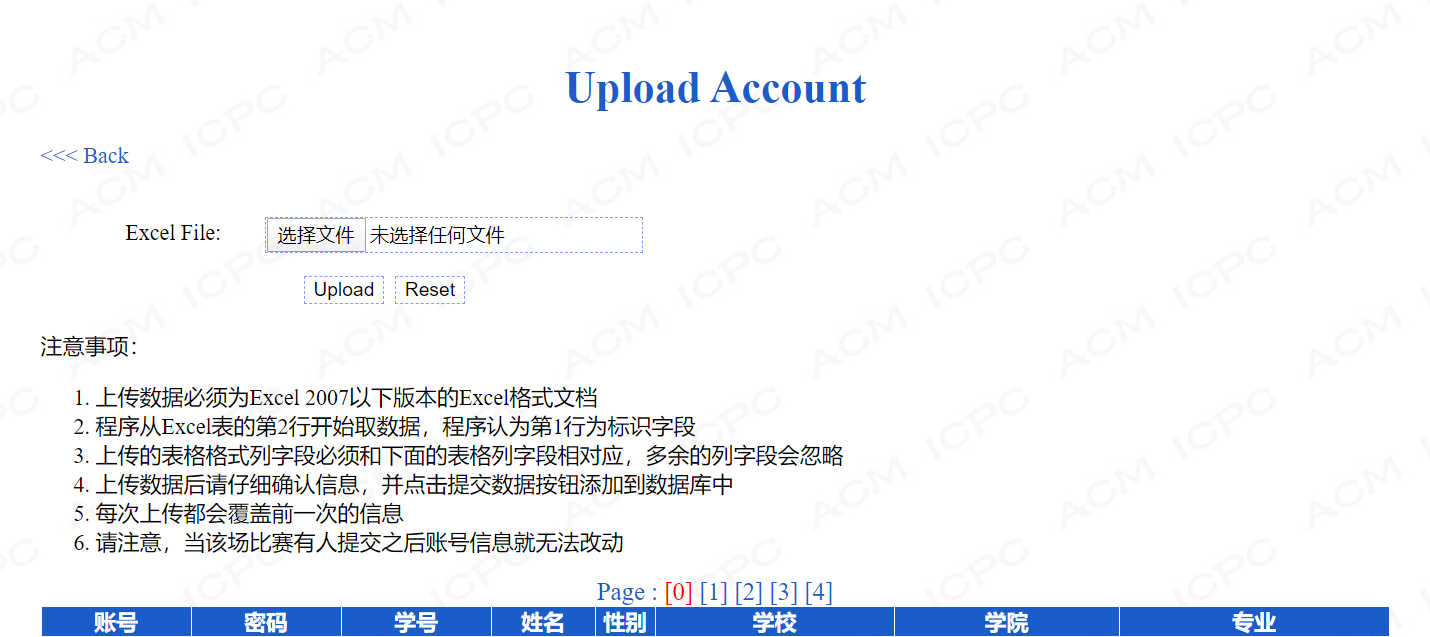 Upload Account
<<< Back
Excel File: 选择文件 未选择任何文件
Upload Reset
注意事项：
1. 上传数据必须为Excel 2007以下版本的Excel格式文档
2. 程序从Excel表的第2行开始取数据，程序认为第1行为标识字段
3. 上传的表格格式列字段必须和下面的表格列字段相对应，多余的列字段会忽略
4. 上传数据后请仔细确认信息，并点击提交数据按钮添加到数据库中
5. 每次上传都会覆盖前一次的信息
6. 请注意，当该场比赛有人提交之后账号信息就无法改动
Page : [0] [1] [2] [3] [4]
账号 密码 学号 姓名 性别 学校 学院 专业
ACM ICPC